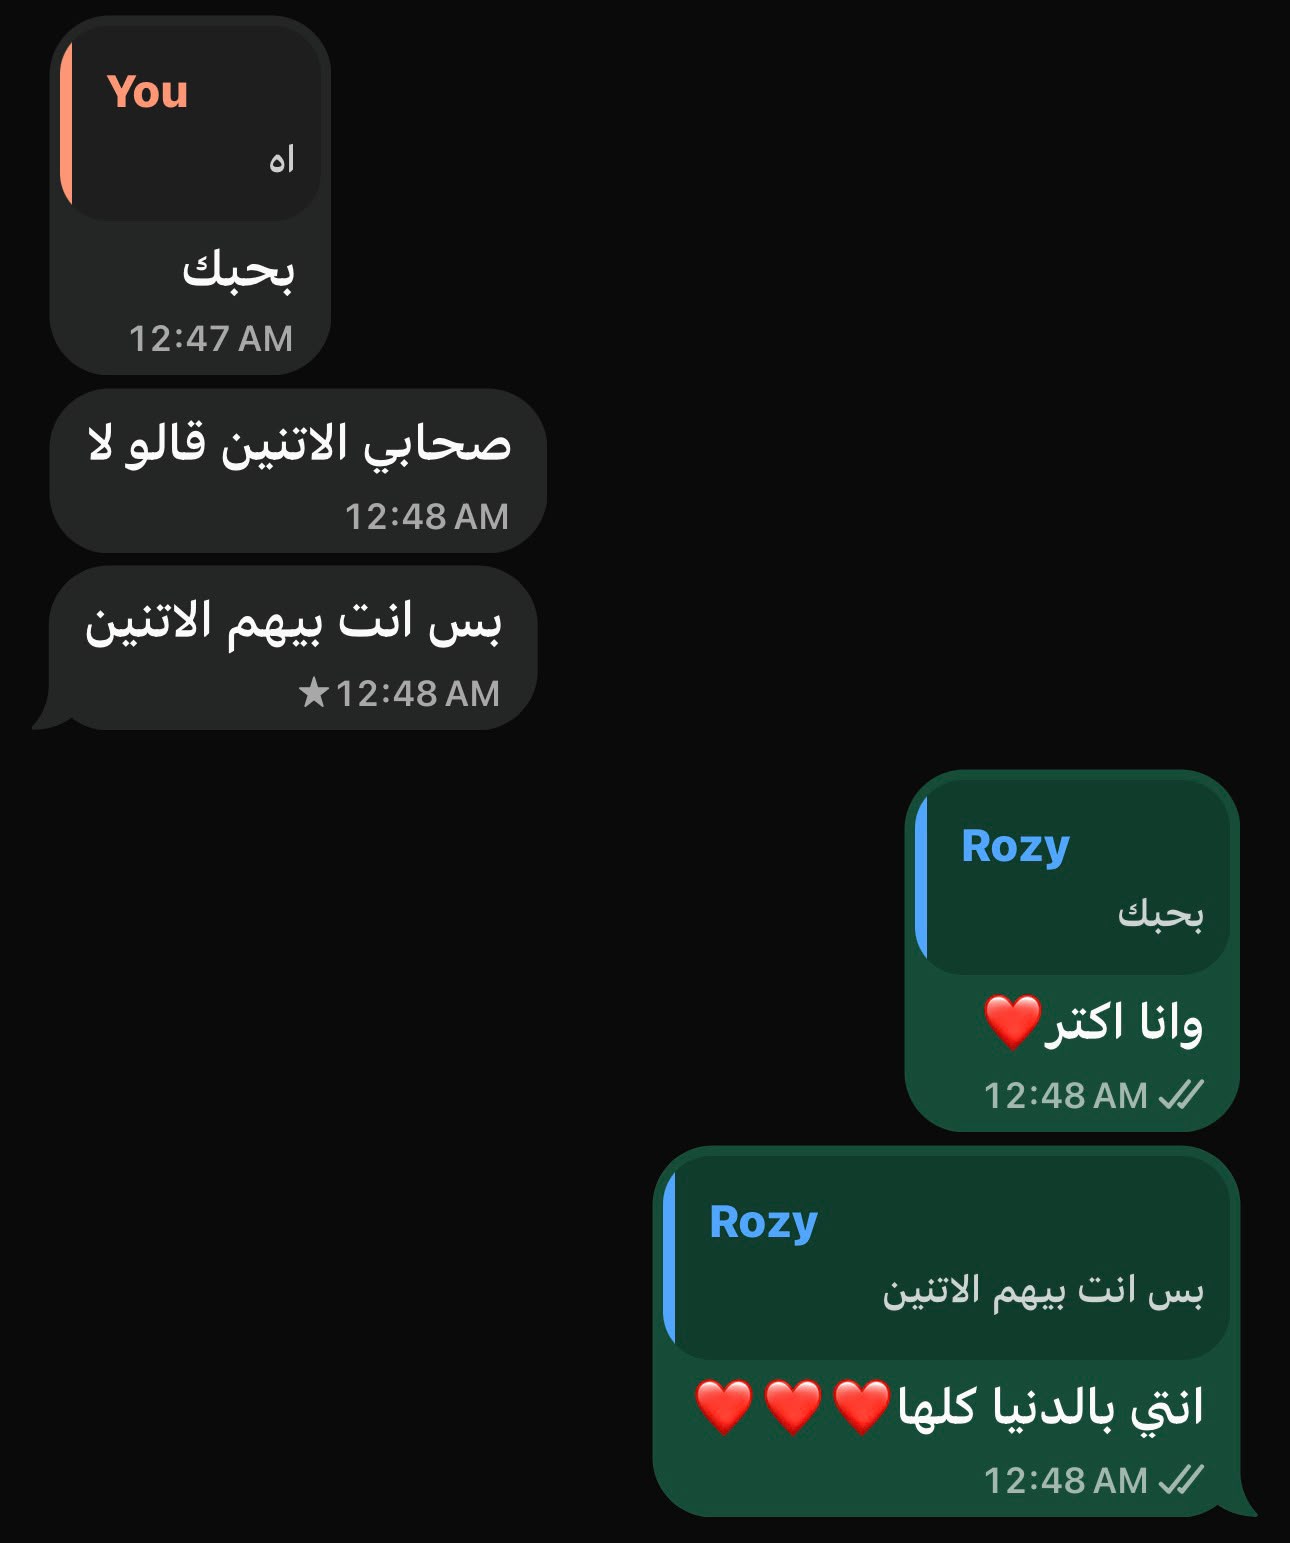 You
اه
بحبك
12:47 AM
صحابي الاتنين قالو لا
12:48 AM
بس انت بيهم الاتنين
★ 12:48 AM
Rozy
بحبك
وانا اكتر❤️
12:48 AM
Rozy
بس انت بيهم الاتنين
انتي بالدنيا كلها❤️❤️❤️
12:48 AM